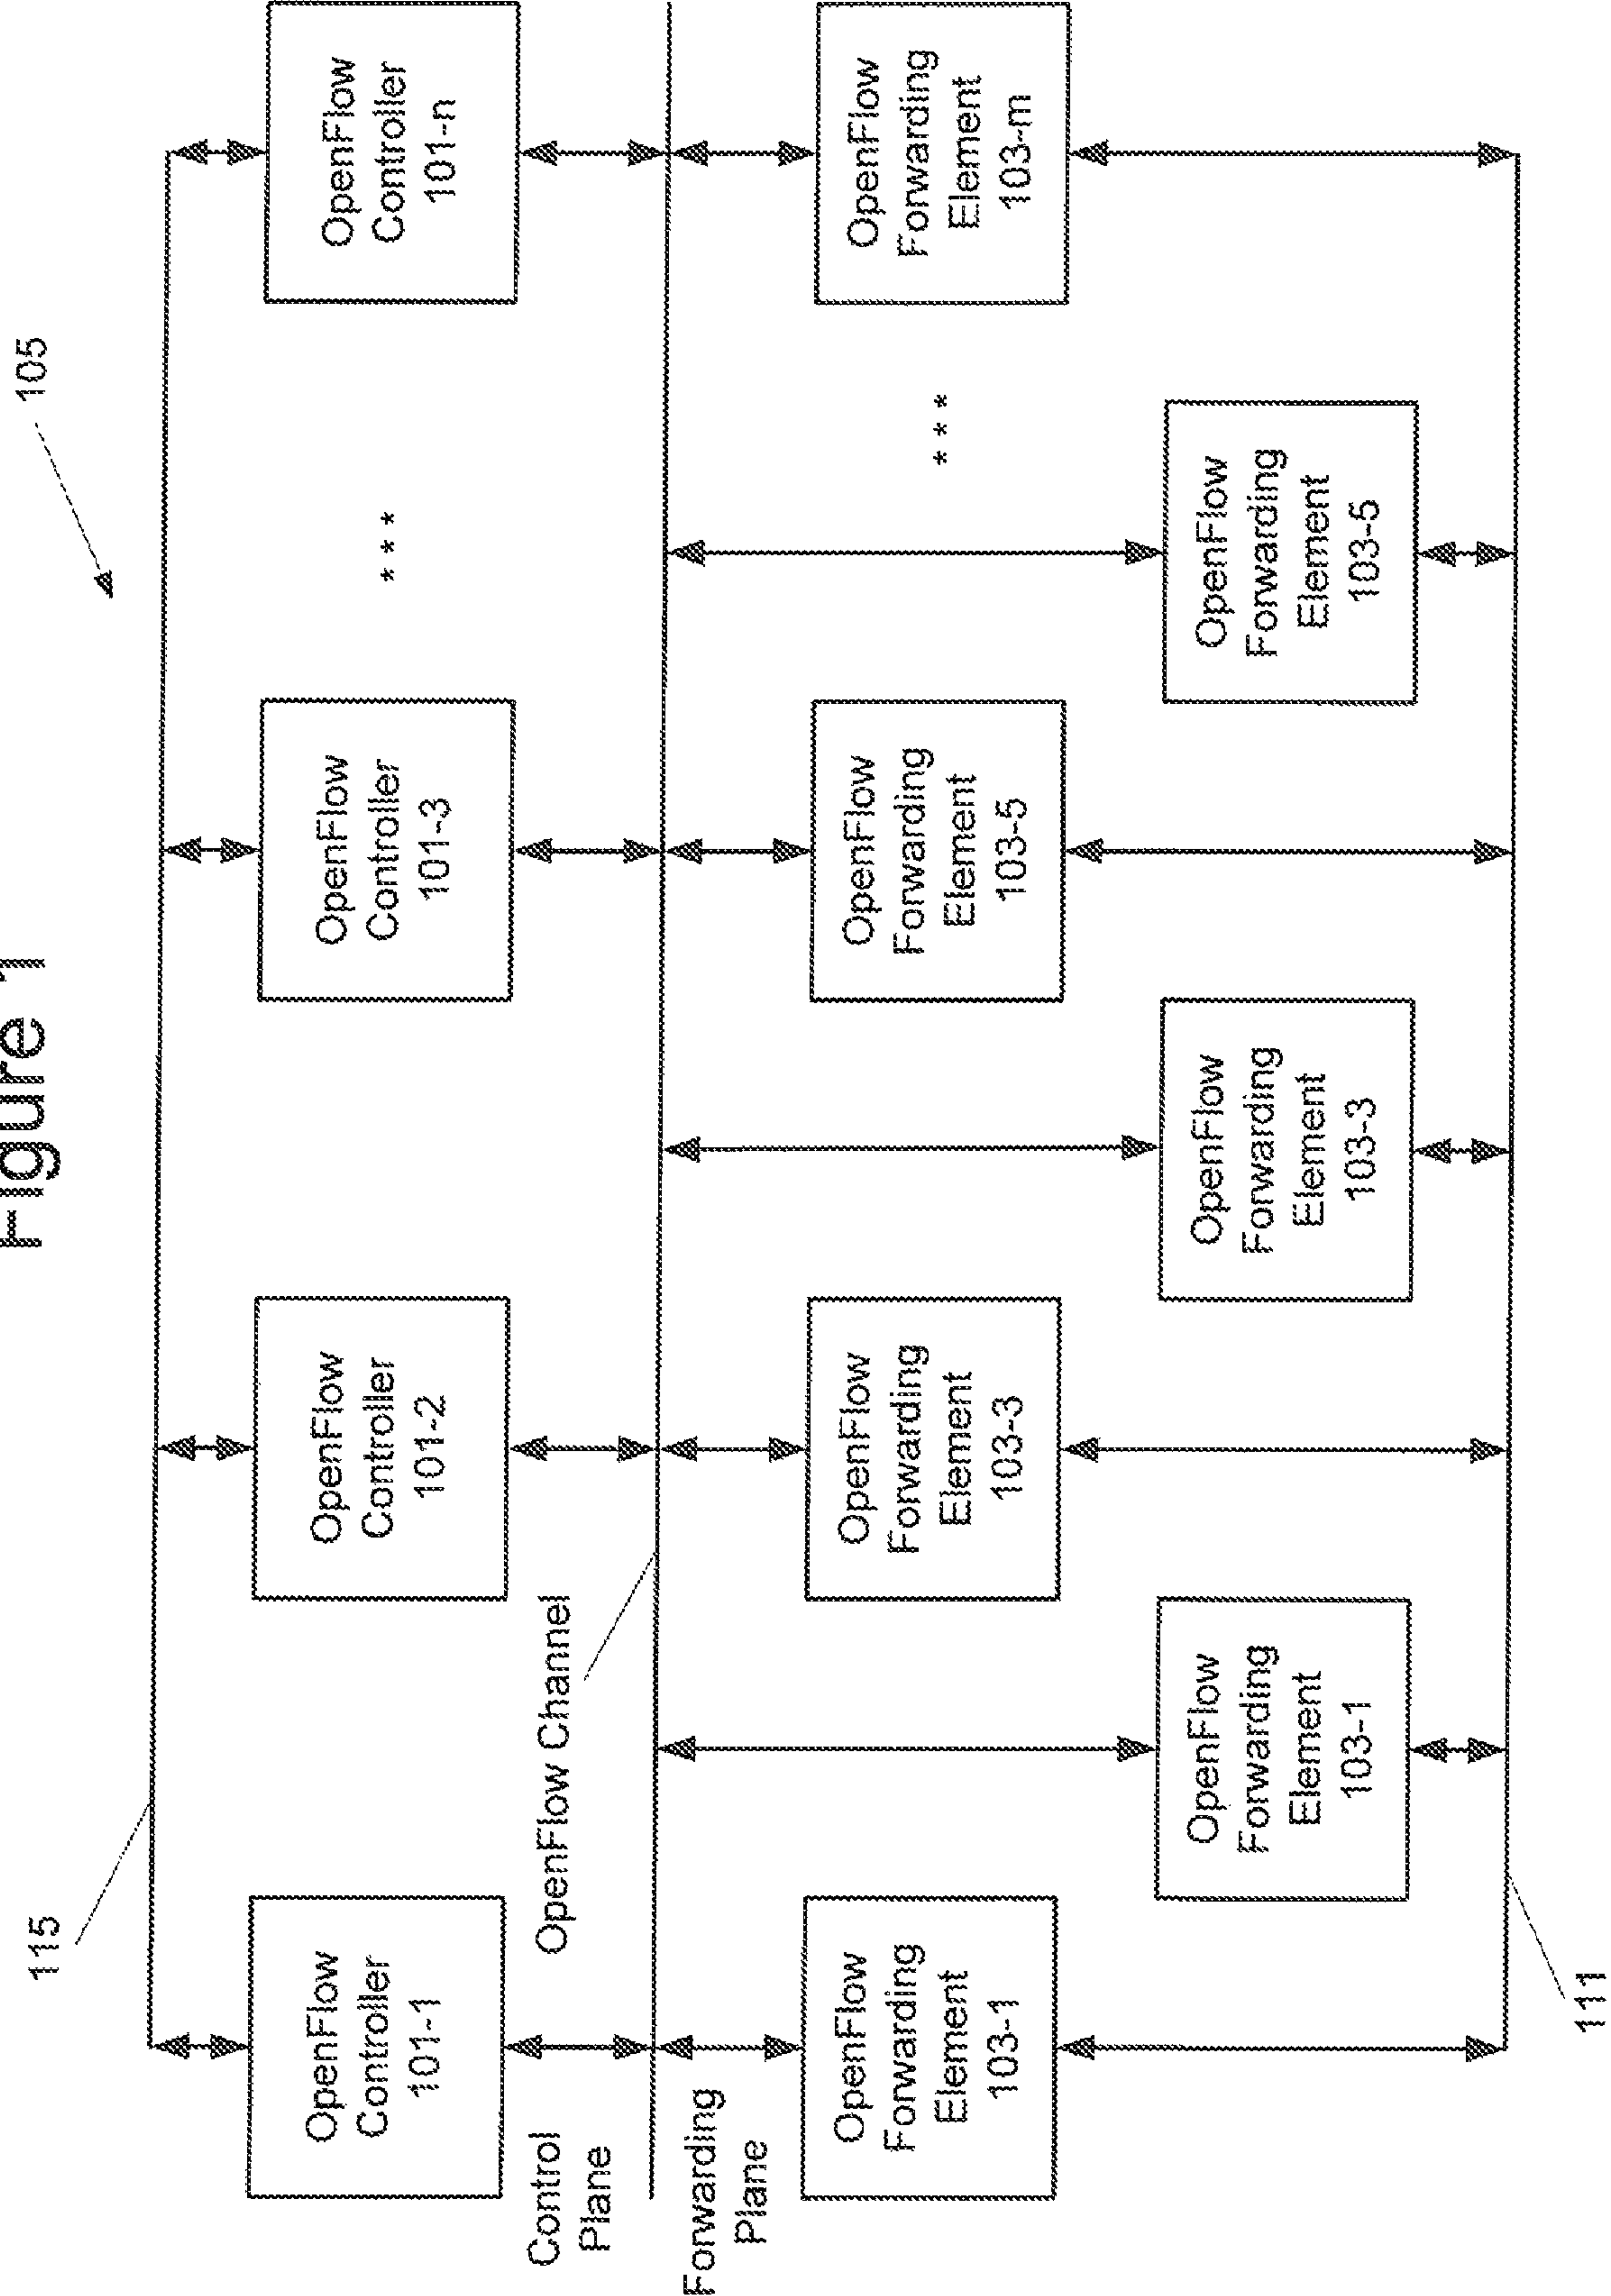 Figure 1
105
115
OpenFlow
Controller
101-1
OpenFlow
Controller
101-2
OpenFlow
Controller
101-3
* * *
OpenFlow
Controller
101-n
Control
Plane
OpenFlow Channel
Forwarding
Plane
OpenFlow
Forwarding
Element
103-1
OpenFlow
Forwarding
Element
103-3
OpenFlow
Forwarding
Element
103-5
* * *
OpenFlow
Forwarding
Element
103-m
OpenFlow
Forwarding
Element
103-1
OpenFlow
Forwarding
Element
103-3
OpenFlow
Forwarding
Element
103-5
111